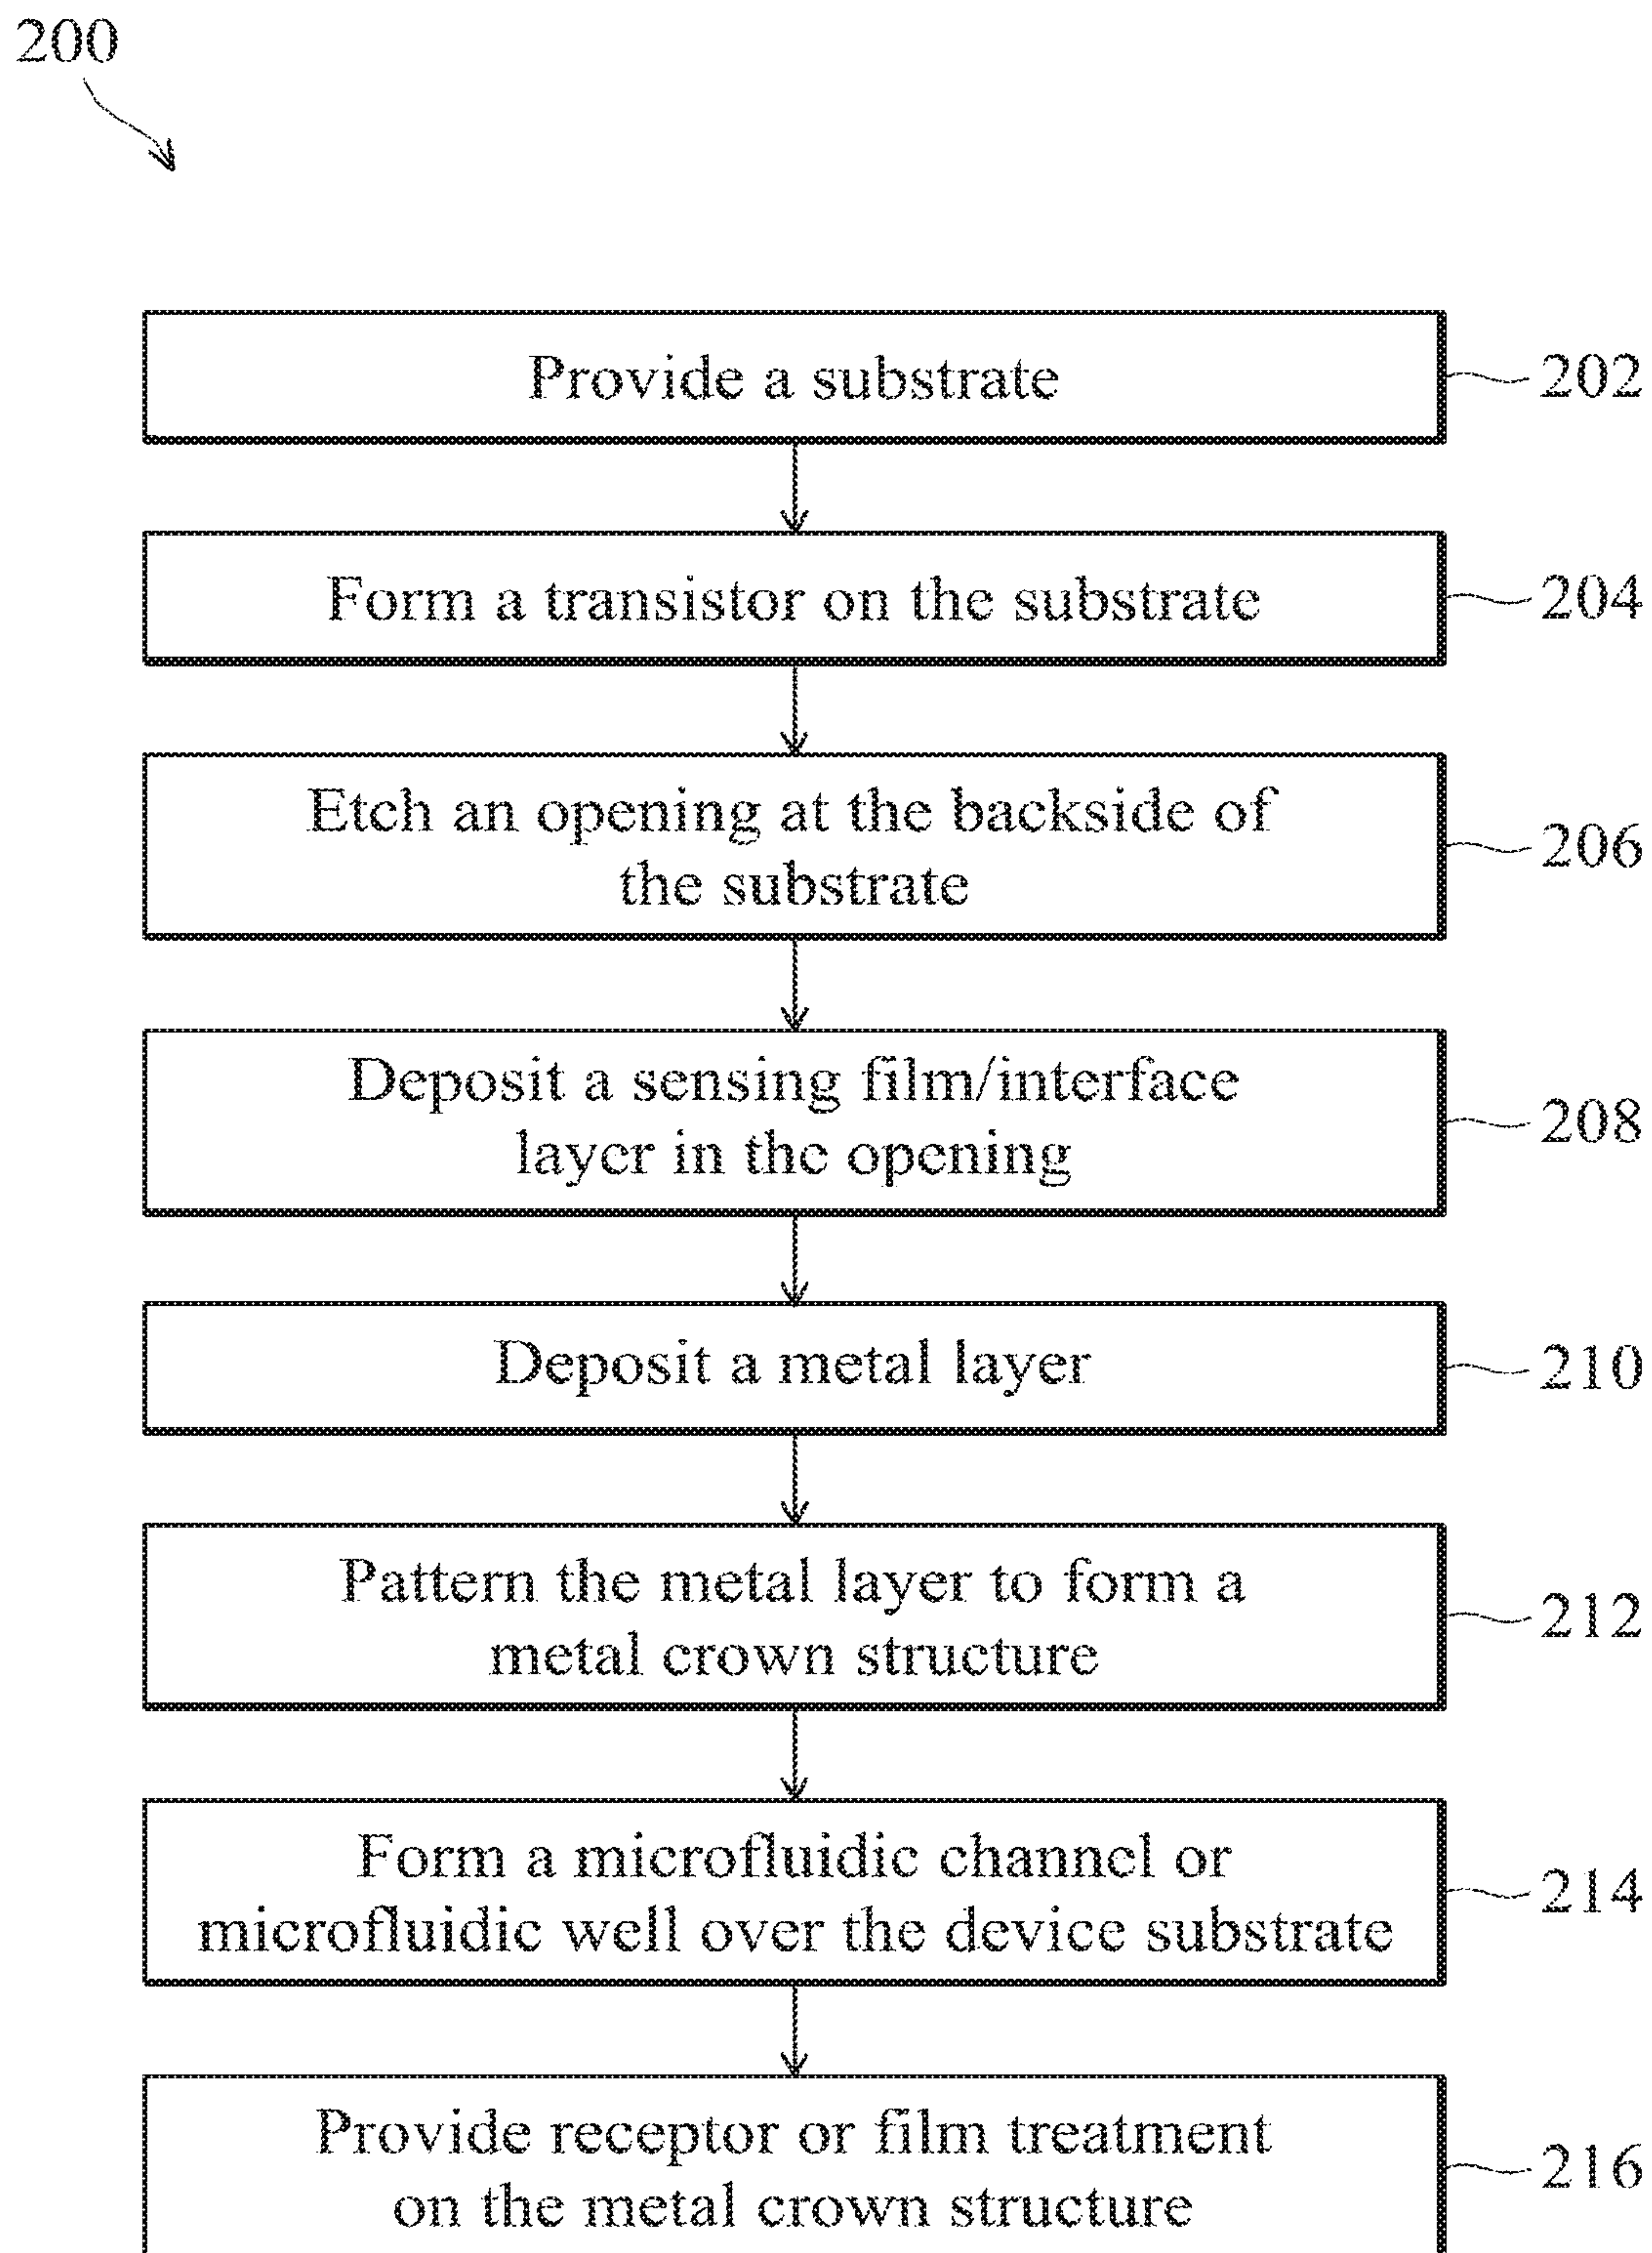 200
Provide a substrate
202
Form a transistor on the substrate
204
Etch an opening at the backside of
the substrate
206
Deposit a sensing film/interface
layer in the opening
208
Deposit a metal layer
210
Pattern the metal layer to form a
metal crown structure
212
Form a microfluidic channel or
microfluidic well over the device substrate
214
Provide receptor or film treatment
on the metal crown structure
216